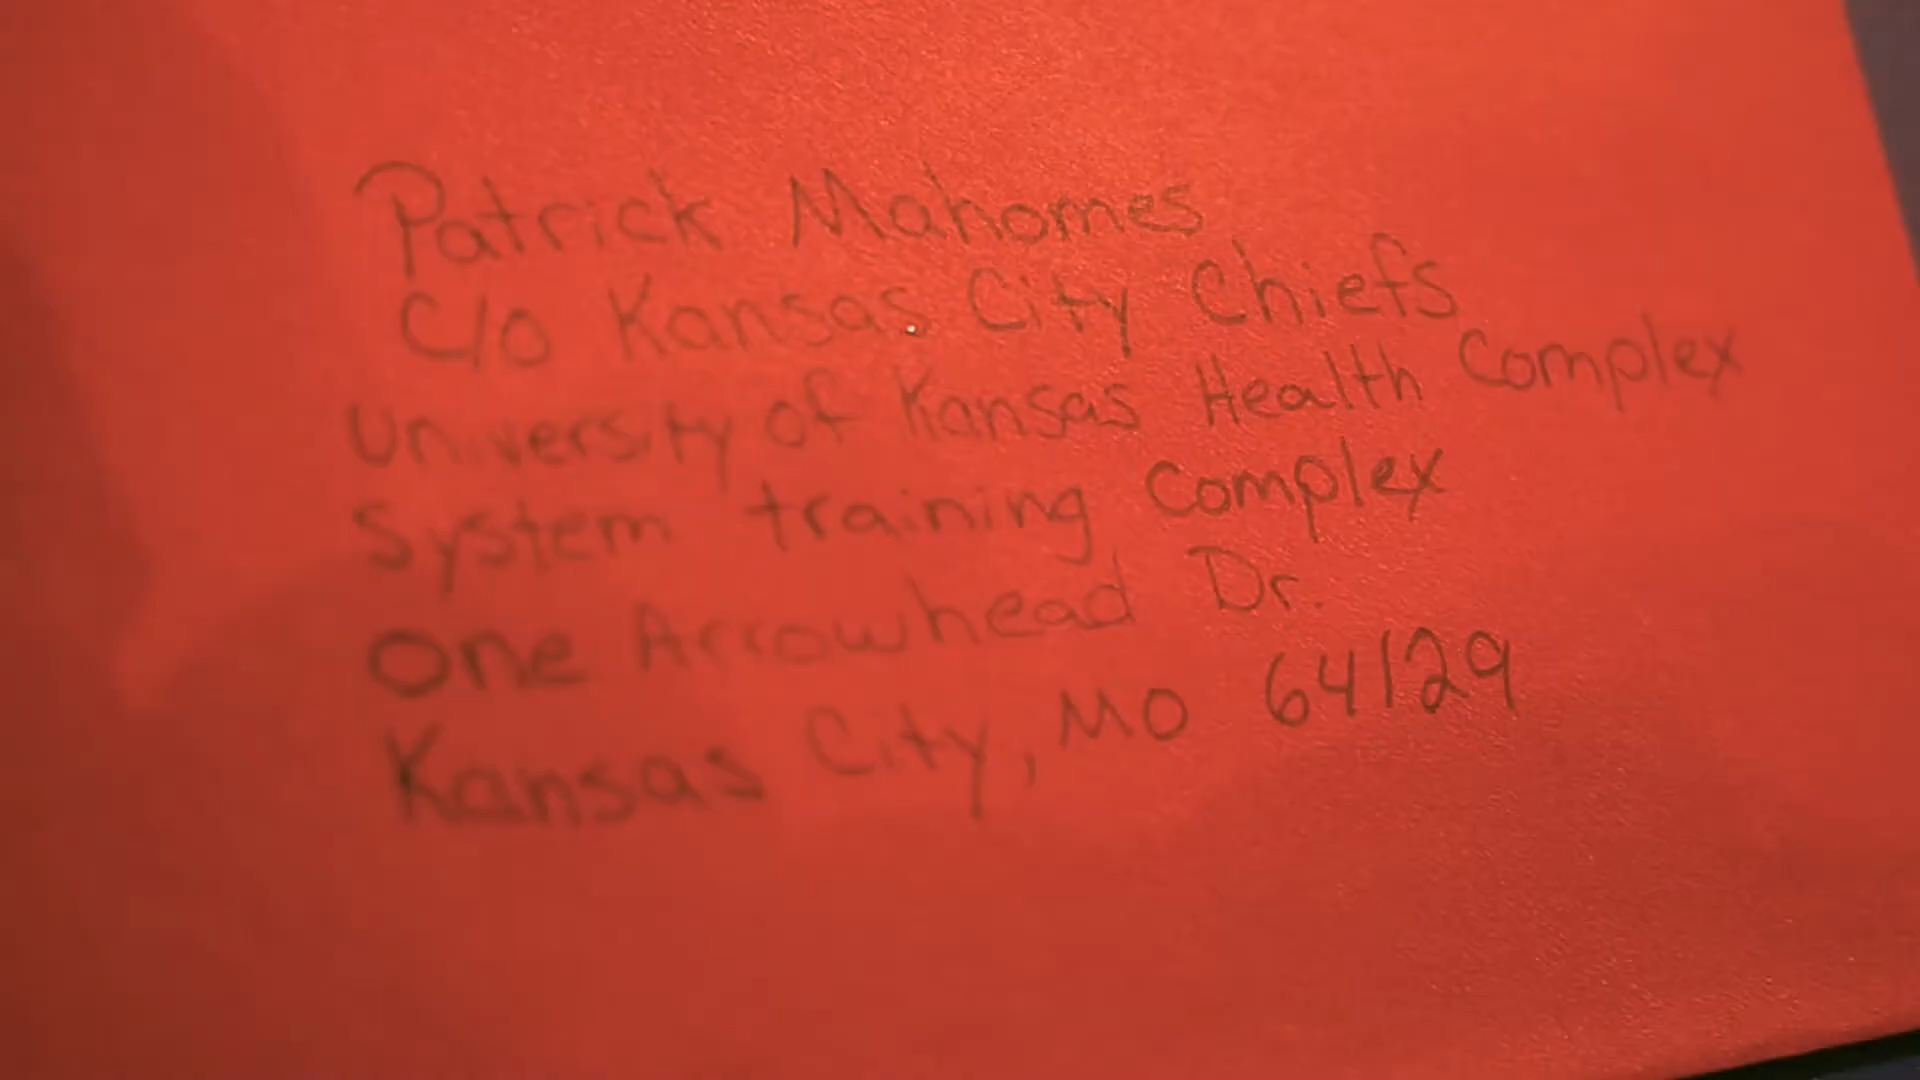 Patrick Mahomes
C/O Kansas City Chiefs
University of Kansas Health Complex
System training Complex
One Arrowhead Dr.
Kansas City, MO 64129